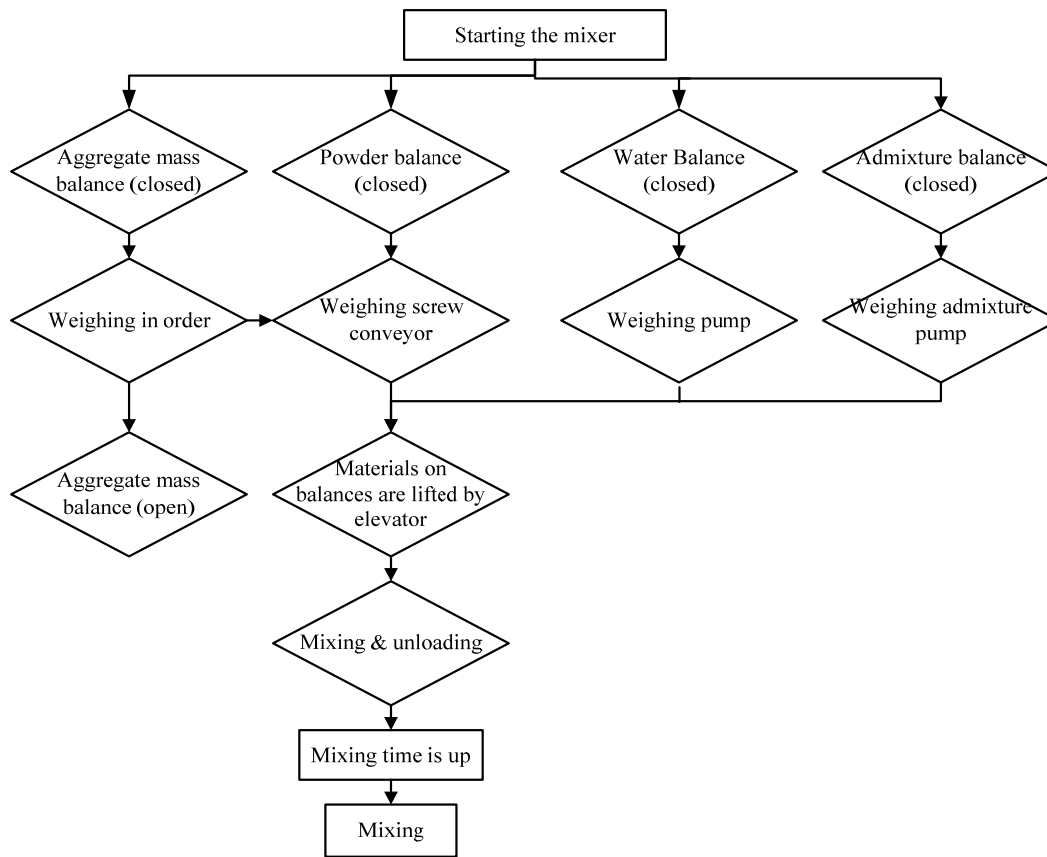 Starting the mixer
Aggregate mass
balance (closed)
Powder balance
(closed)
Water Balance
(closed)
Admixture balance
(closed)
Weighing in order
Weighing screw
conveyor
Weighing pump
Weighing admixture
pump
Aggregate mass
balance (open)
Materials on
balances are lifted by
elevator
Mixing & unloading
Mixing time is up
Mixing